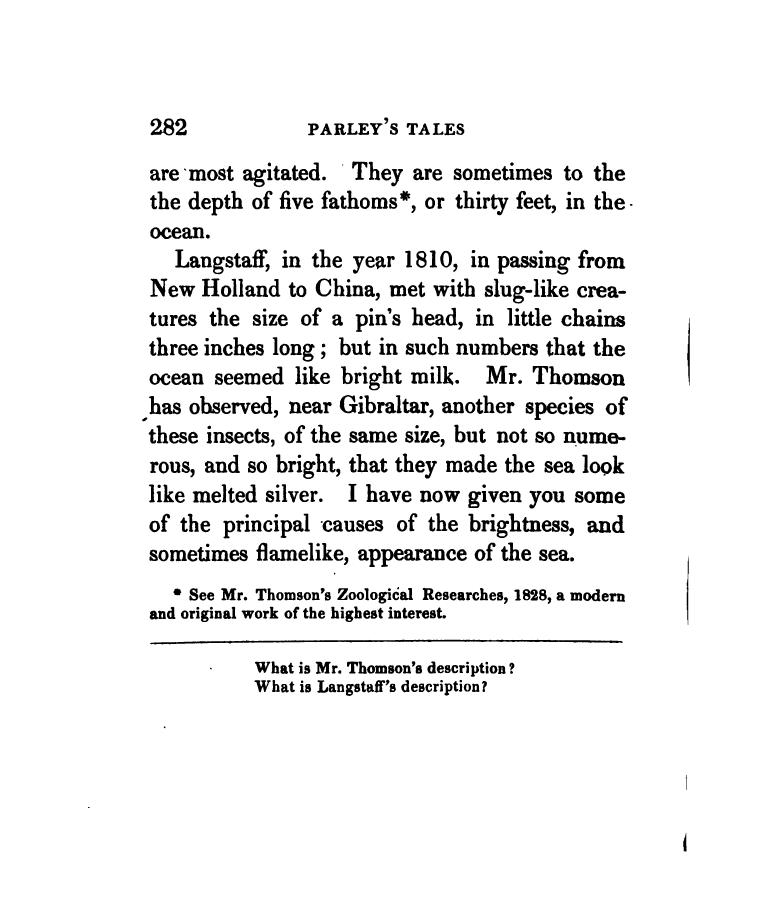 282 PARLEY'S TALES
are most agitated. They are sometimes to the
the depth of five fathoms*, or thirty feet, in the
ocean.
Langstaff, in the year 1810, in passing from
New Holland to China, met with slug-like crea-
tures the size of a pin's head, in little chains
three inches long; but in such numbers that the
ocean seemed like bright milk. Mr. Thomson
has observed, near Gibraltar, another species of
these insects, of the same size, but not so nume-
rous, and so bright, that they made the sea look
like melted silver. I have now given you some
of the principal causes of the brightness, and
sometimes flamelike, appearance of the sea.
* See Mr. Thomson's Zoological Researches, 1828, a modern
and original work of the highest interest.
What is Mr. Thomson's description?
What is Langstaff's description?